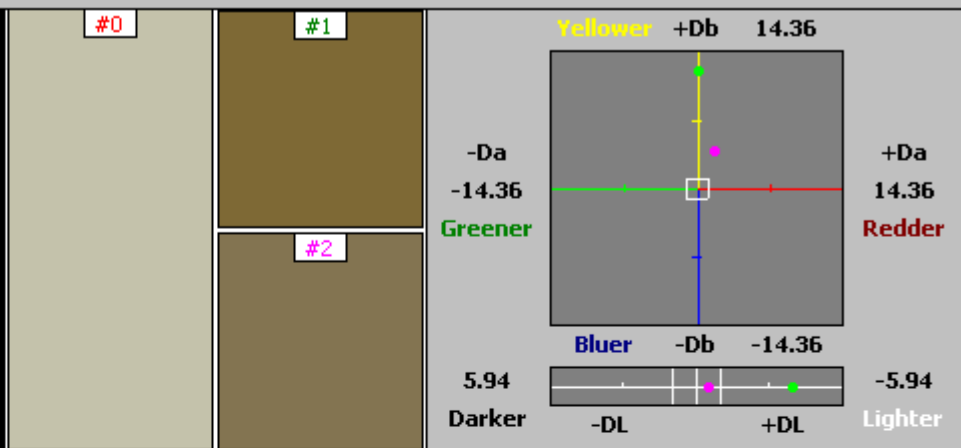 #0
#1
#2
Yellower +Db 14.36
-Da
-14.36
Greener
+Da
14.36
Redder
Bluer -Db -14.36
5.94
Darker
-DL
+DL
-5.94
Lighter